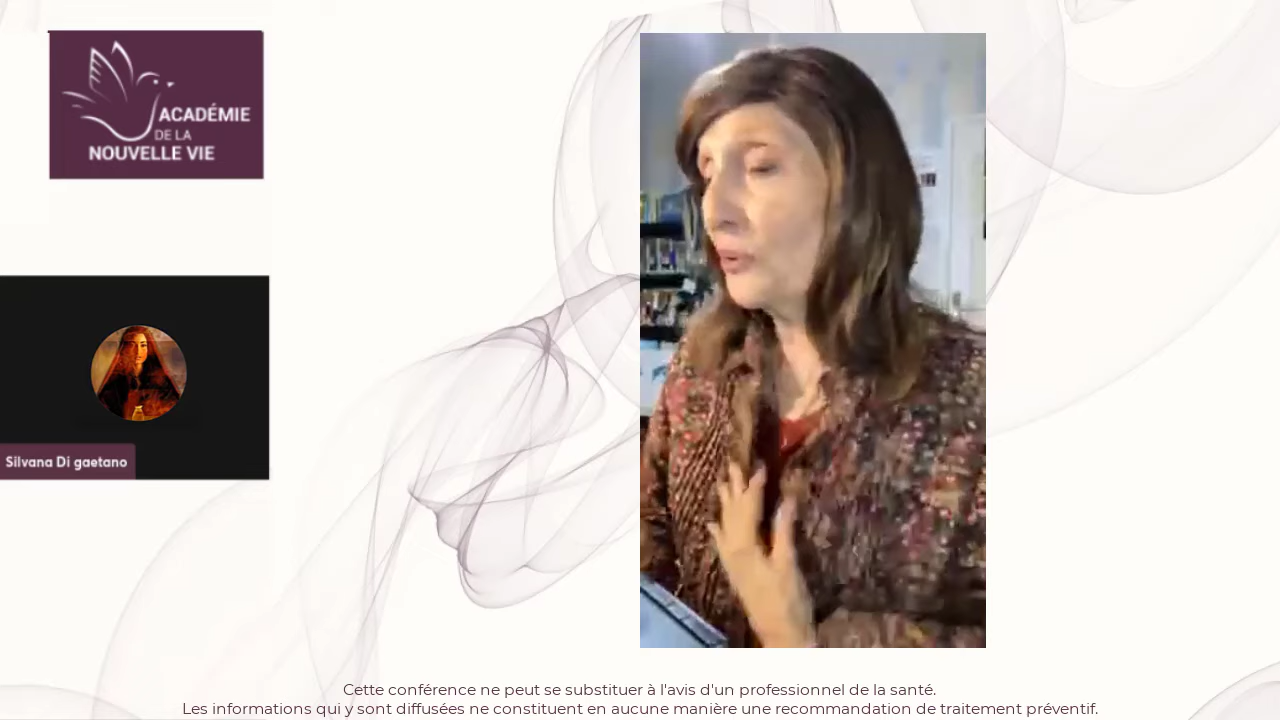 ACADÉMIE
DE LA
NOUVELLE VIE
Silvana Di gaetano
Cette conférence ne peut se substituer à l'avis d'un professionnel de la santé.
Les informations qui y sont diffusées ne constituent en aucune manière une recommandation de traitement préventif.